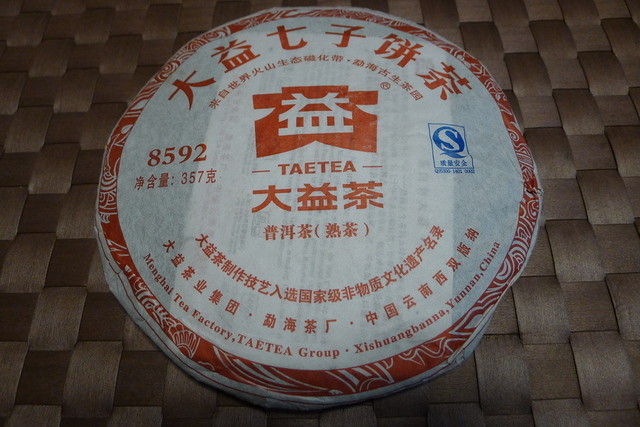 大益七子饼茶
来自世界火山生态磁化带·勐海古生茶园
益
®
— TAETEA —
大益茶
8592
净含量：357克
普洱茶（熟茶）
S
质量安全
QS5300 1401 0002
大益茶制作技艺入选国家级非物质文化遗产名录
大益茶业集团·勐海茶厂·中国云南西双版纳
Menghai Tea Factory,TAETEA Group · Xishuangbanna,Yunnan,China